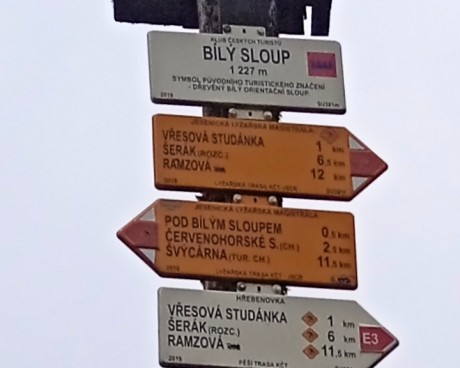 KLUB ČESKÝCH TURISTŮ
BÍLÝ SLOUP
1 227 m
SYMBOL PŮVODNÍHO TURISTICKÉHO ZNAČENÍ
- DŘEVĚNÝ BÍLÝ ORIENTAČNÍ SLOUP.
2019
JESENICKÁ LYŽAŘSKÁ MAGISTRÁLA
VŘESOVÁ STUDÁNKA 1 km
ŠERÁK (ROZC.) 6,5 km
RAMZOVÁ 12 km
LYŽAŘSKÁ TRASA KČT
JESENICKÁ LYŽAŘSKÁ MAGISTRÁLA
POD BÍLÝM SLOUPEM 0,5 km
ČERVENOHORSKÉ S. (CH.) 2,5 km
ŠVÝCÁRNA (TUR. CH.) 11,5 km
2019 LYŽAŘSKÁ TRASA KČT
HŘEBENOVKA
VŘESOVÁ STUDÁNKA 1 km
ŠERÁK (ROZC.) 6 km
RAMZOVÁ 11,5 km
E3
2019 PĚŠÍ TRASA KČT